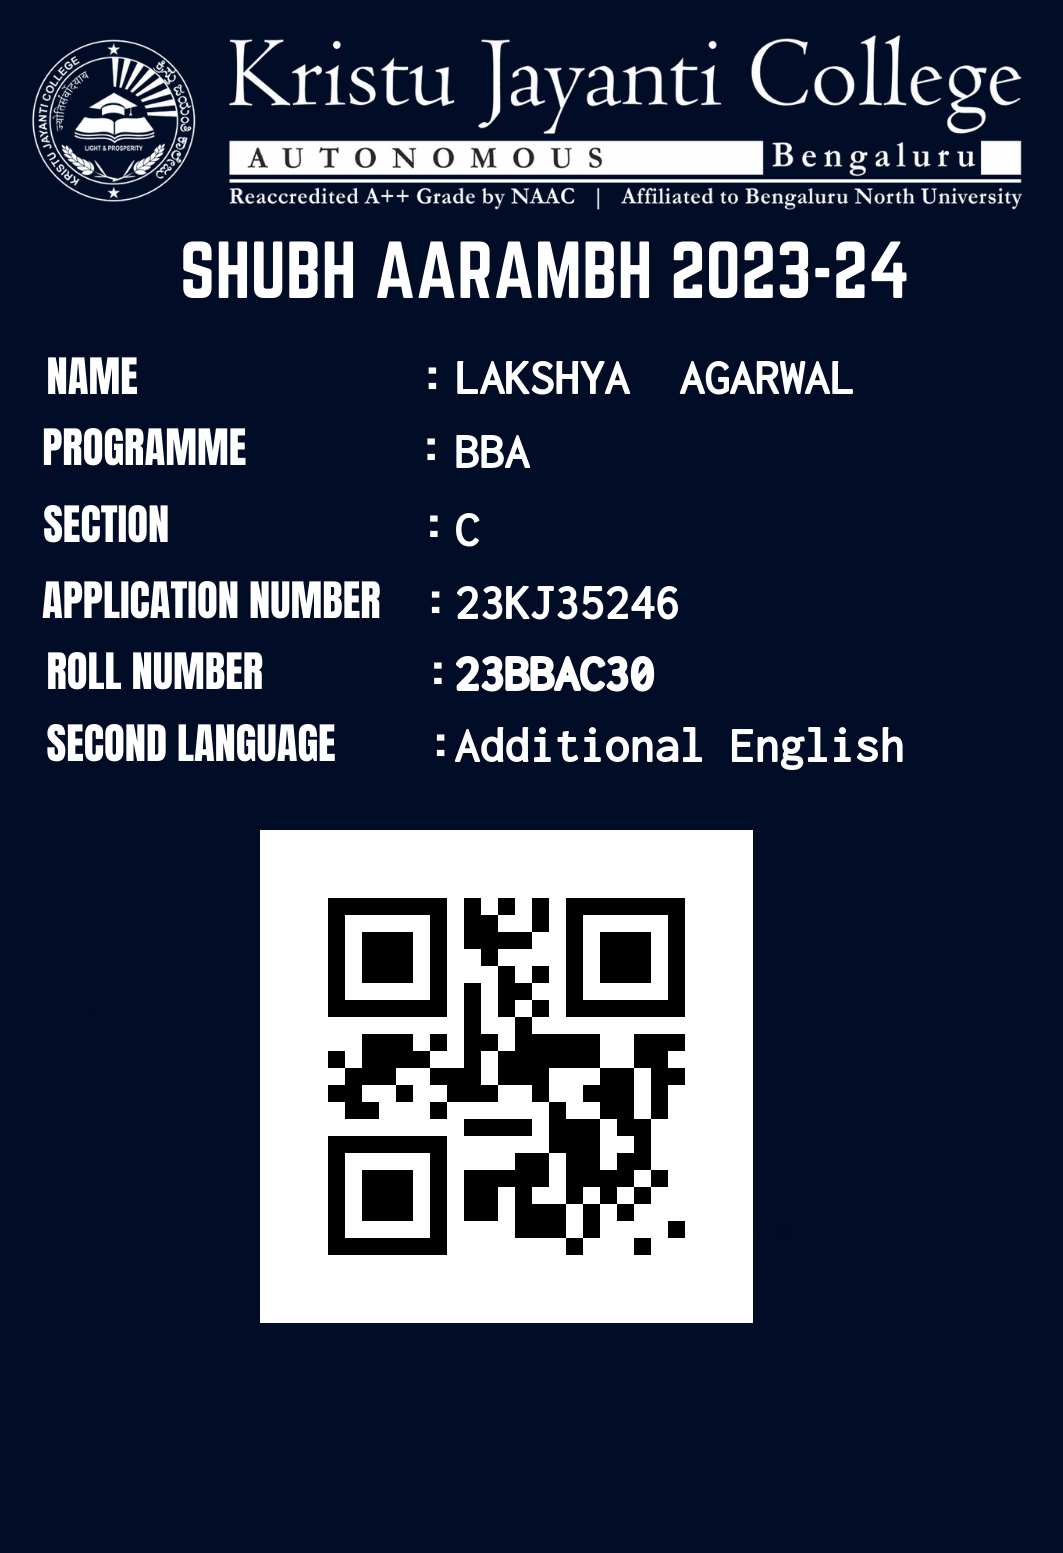 Kristu Jayanti College
AUTONOMOUS Bengaluru
Reaccredited A++ Grade by NAAC | Affiliated to Bengaluru North University
KRISTU JAYANTI COLLEGE
LIGHT & PROSPERITY
SHUBH AARAMBH 2023-24
NAME : LAKSHYA AGARWAL
PROGRAMME : BBA
SECTION : C
APPLICATION NUMBER : 23KJ35246
ROLL NUMBER : 23BBAC30
SECOND LANGUAGE : Additional English